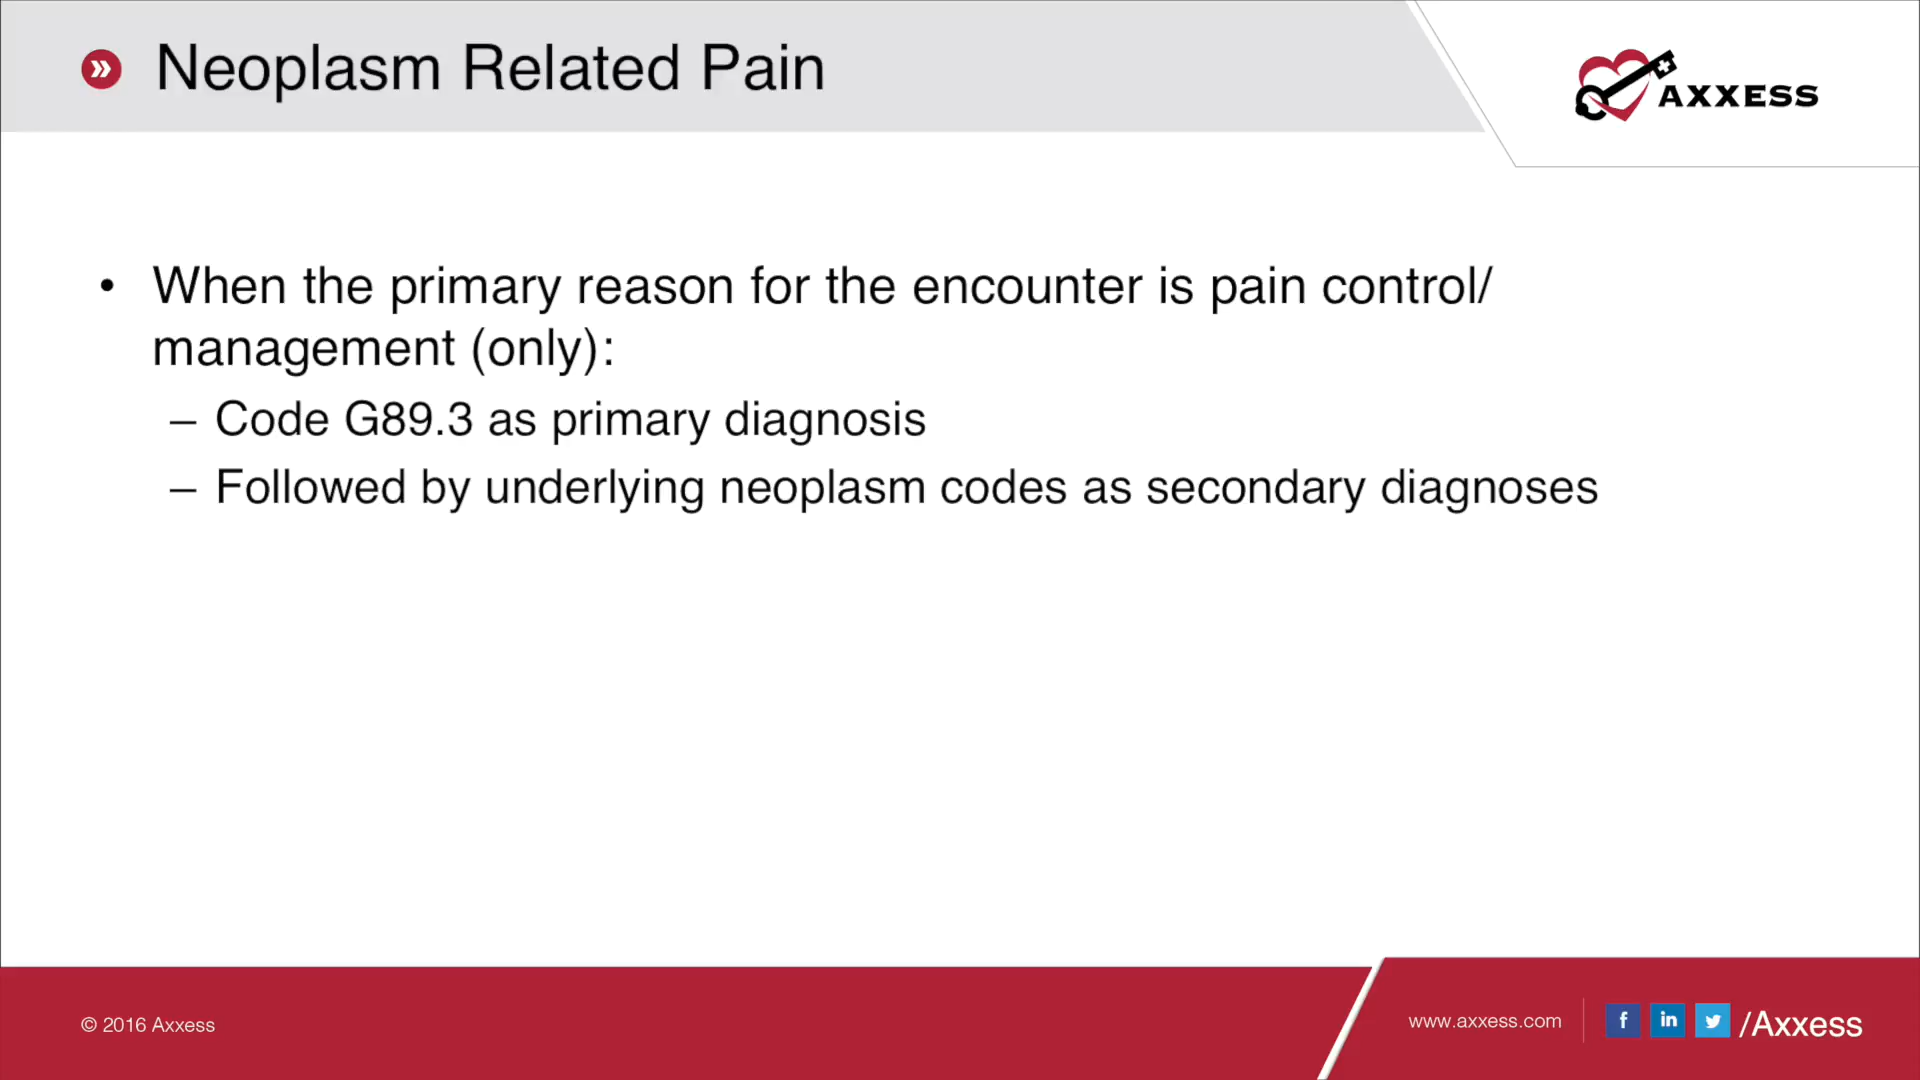 Neoplasm Related Pain
AXXESS
• When the primary reason for the encounter is pain control/
management (only):
– Code G89.3 as primary diagnosis
– Followed by underlying neoplasm codes as secondary diagnoses
© 2016 Axxess
www.axxess.com
f in /Axxess